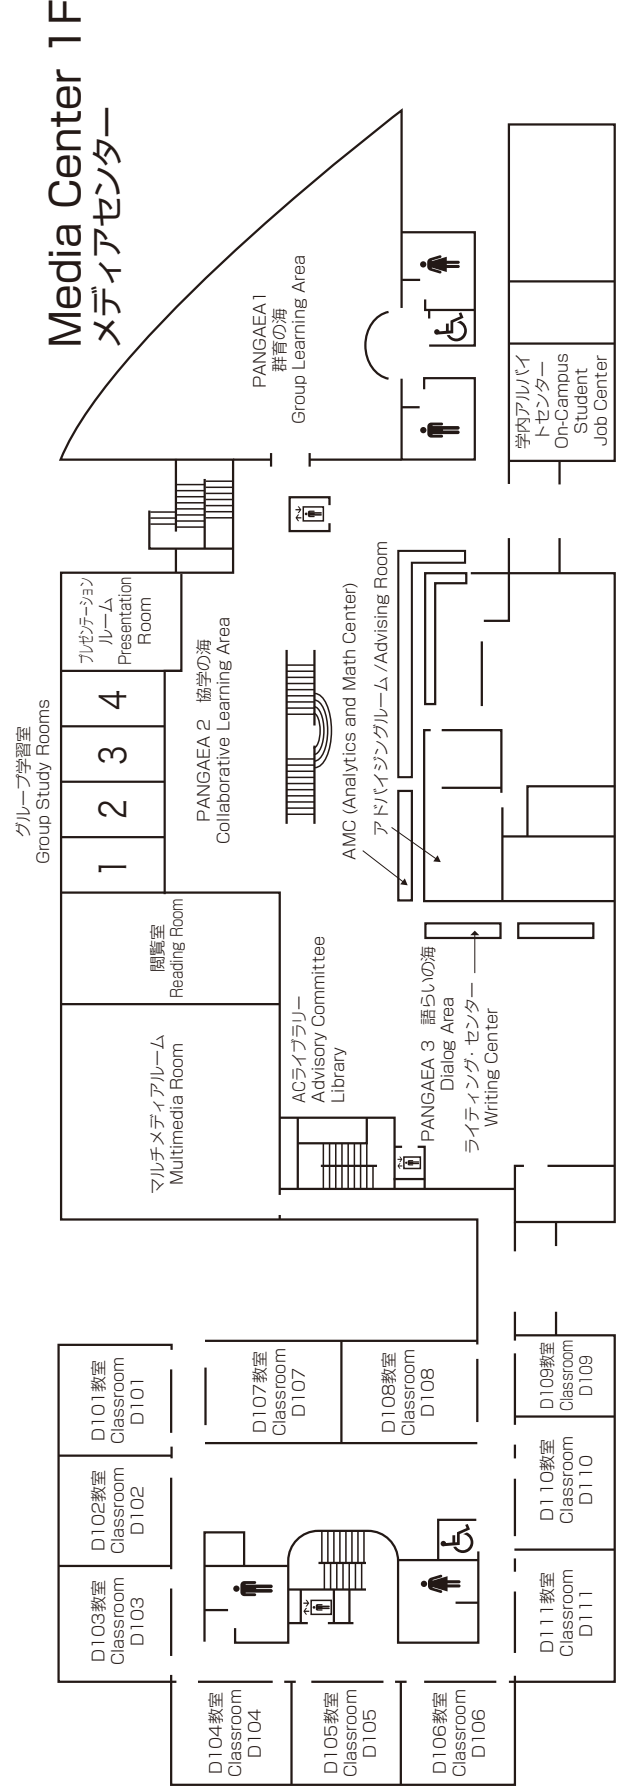 Media Center 1F
メディアセンター
グループ学習室
Group Study Rooms
D101教室
Classroom
D101
D102教室
Classroom
D102
D103教室
Classroom
D103
マルチメディアルーム
Multimedia Room
閲覧室
Reading Room
1
2
3
4
プレゼンテーション
ルーム
Presentation
Room
PANGAEA 2 協学の海
Collaborative Learning Area
PANGAEA1
群育の海
Group Learning Area
D104教室
Classroom
D104
D105教室
Classroom
D105
D106教室
Classroom
D106
D107教室
Classroom
D107
D108教室
Classroom
D108
ACライブラリー
Advisory Committee
Library
AMC (Analytics and Math Center)
アドバイジングルーム/Advising Room
PANGAEA 3 語らいの海
Dialog Area
ライティング・センター
Writing Center
学内アルバイ
トセンター
On-Campus
Student
Job Center
D109教室
Classroom
D109
D110教室
Classroom
D110
D111教室
Classroom
D111